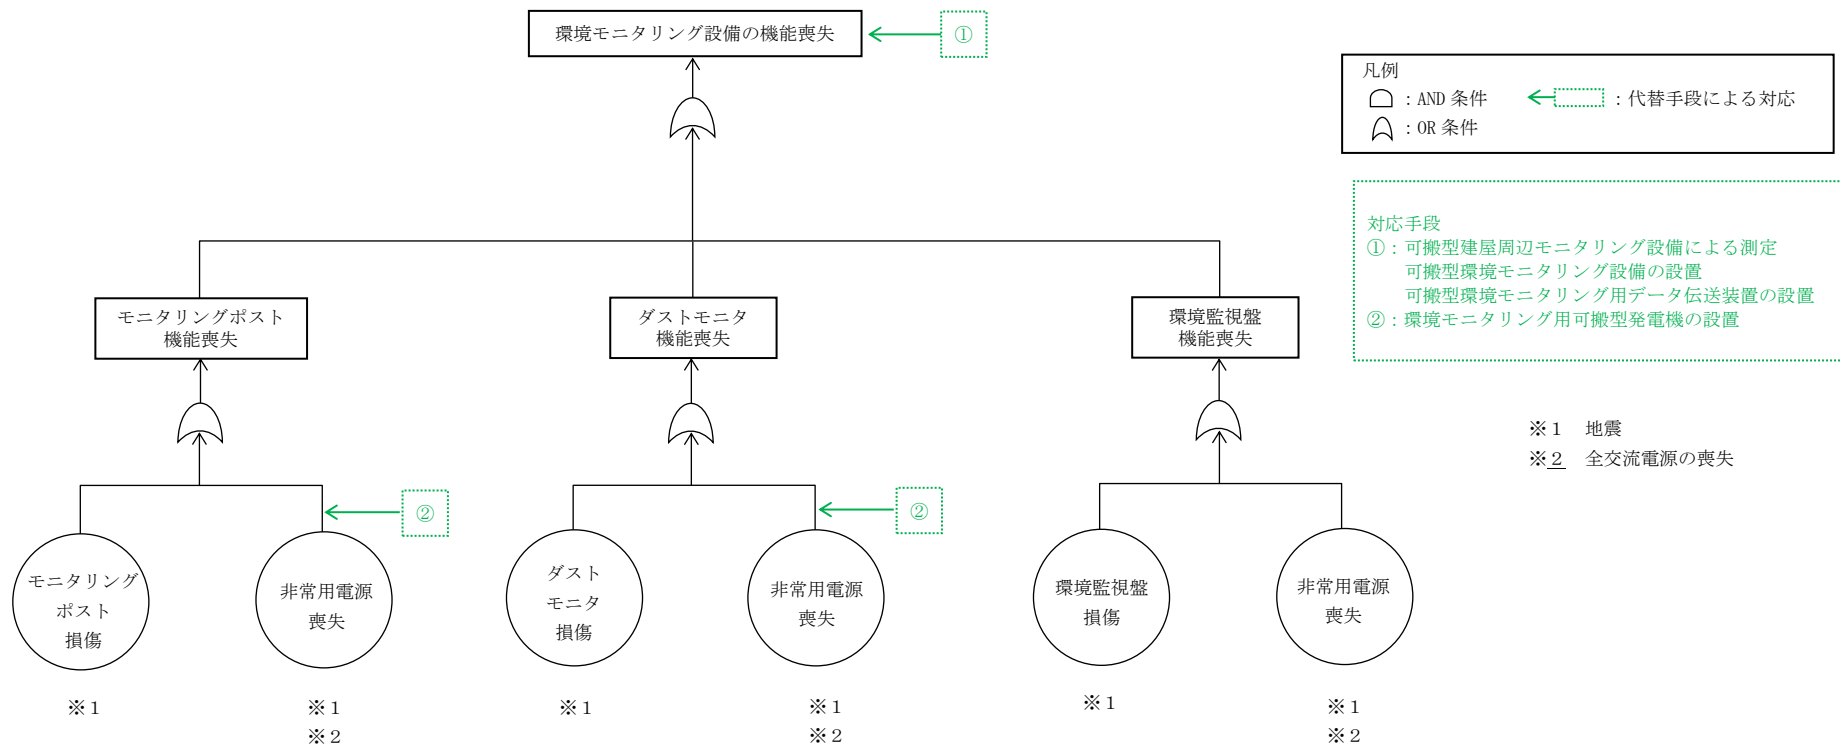 環境モニタリング設備の機能喪失
①
凡例
：AND 条件
：代替手段による対応
：OR 条件
対応手段
①：可搬型建屋周辺モニタリング設備による測定
可搬型環境モニタリング設備の設置
可搬型環境モニタリング用データ伝送装置の設置
②：環境モニタリング用可搬型発電機の設置
モニタリングポスト
機能喪失
ダストモニタ
機能喪失
環境監視盤
機能喪失
※１　地震
※２　全交流電源の喪失
②
②
モニタリング
ポスト
損傷
非常用電源
喪失
ダスト
モニタ
損傷
非常用電源
喪失
環境監視盤
損傷
非常用電源
喪失
※１
※１
※２
※１
※１
※２
※１
※１
※２